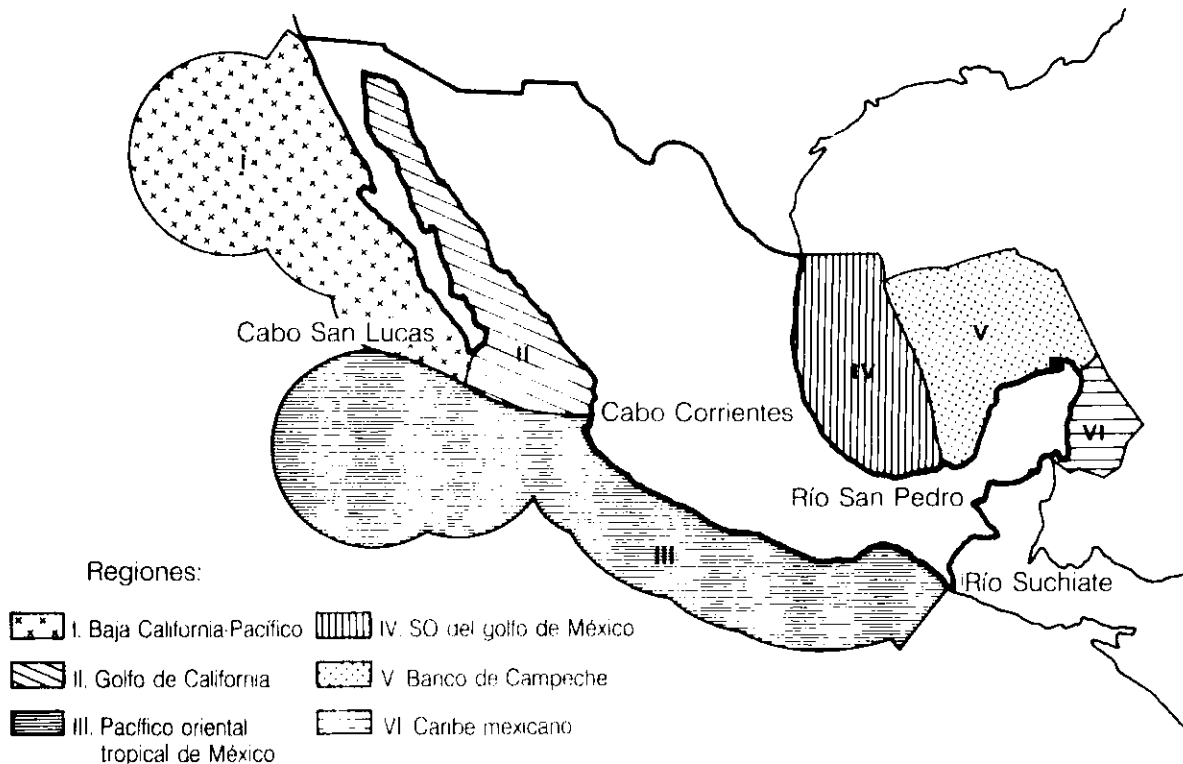 I
Cabo San Lucas
II
Cabo Corrientes
III
IV
V
VI
Río San Pedro
Río Suchiate
Regiones:
I. Baja California-Pacífico
II. Golfo de California
III. Pacífico oriental
tropical de México
IV. SO del golfo de México
V Banco de Campeche
VI Caribe mexicano